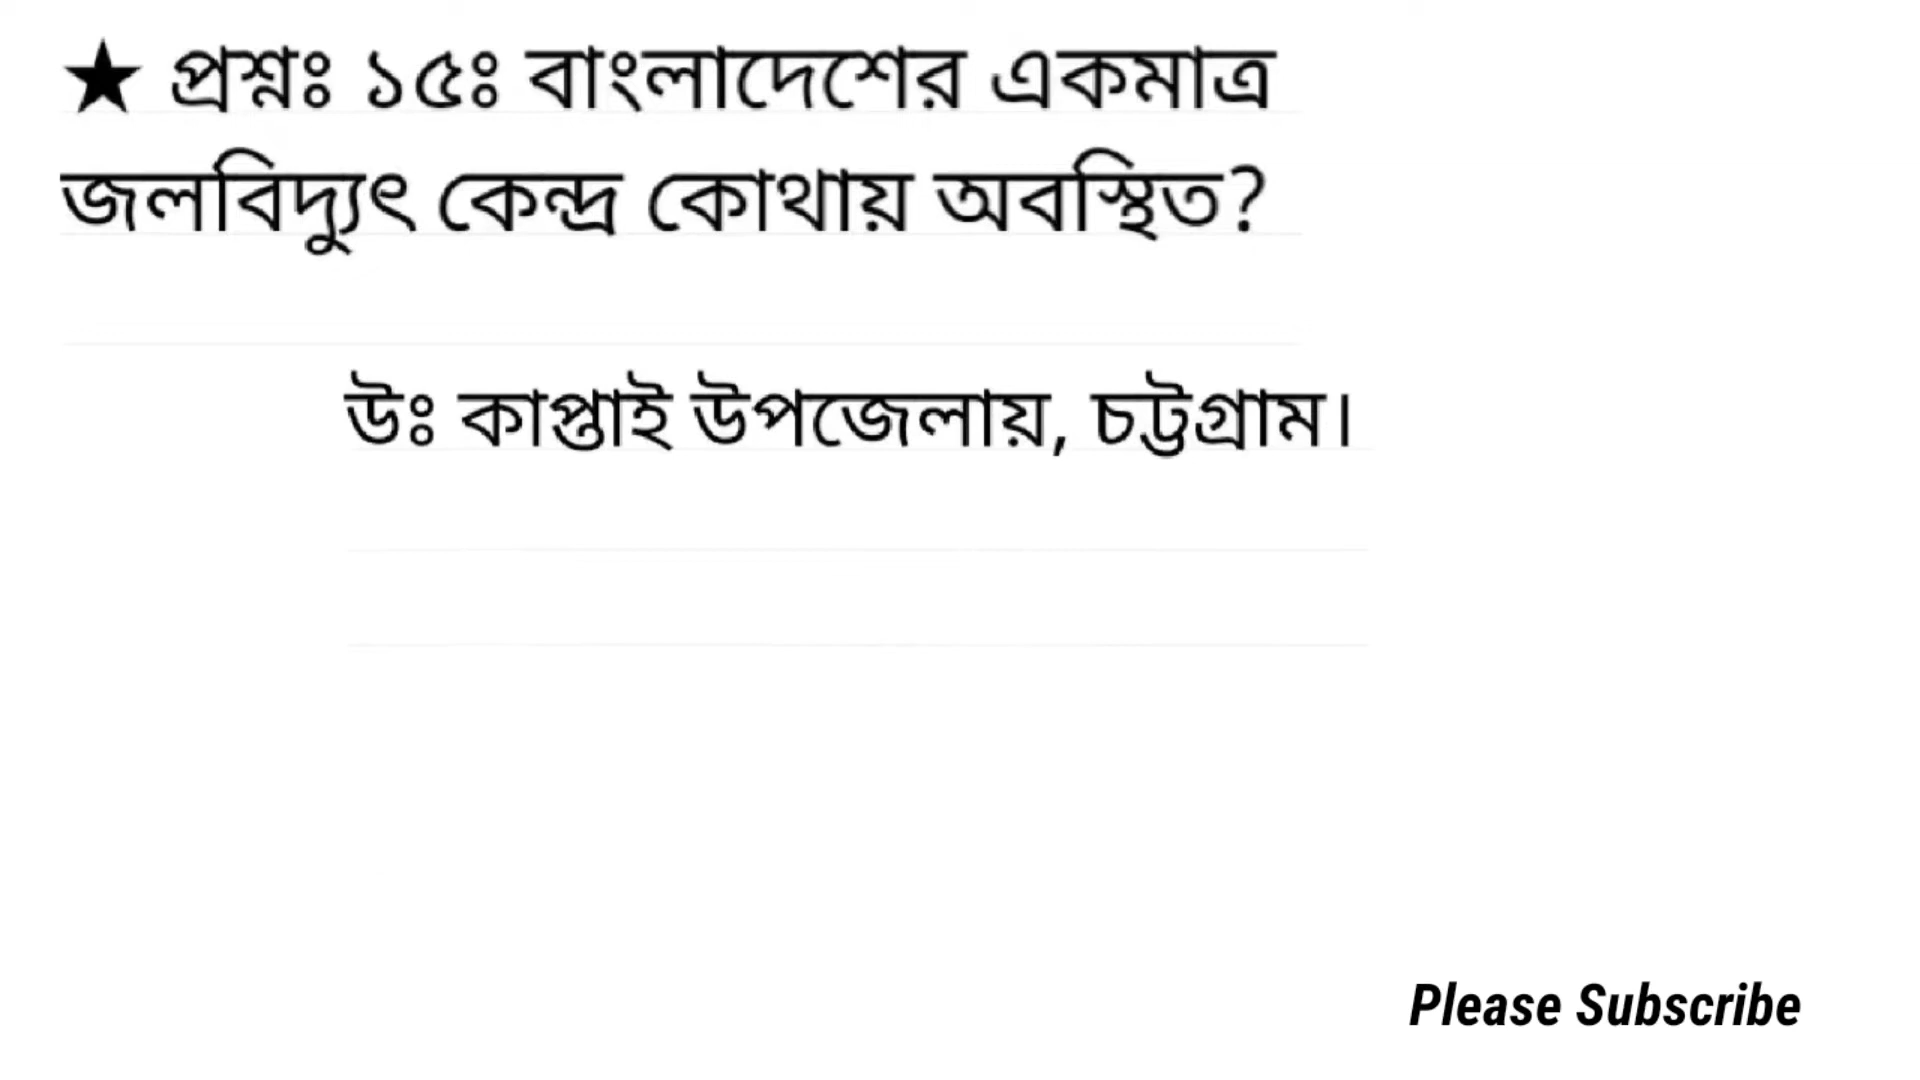 ★ প্রশ্নঃ ১৫ঃ বাংলাদেশের একমাত্র
জলবিদ্যুৎ কেন্দ্র কোথায় অবস্থিত?
উঃ কাপ্তাই উপজেলায়, চট্টগ্রাম।
Please Subscribe